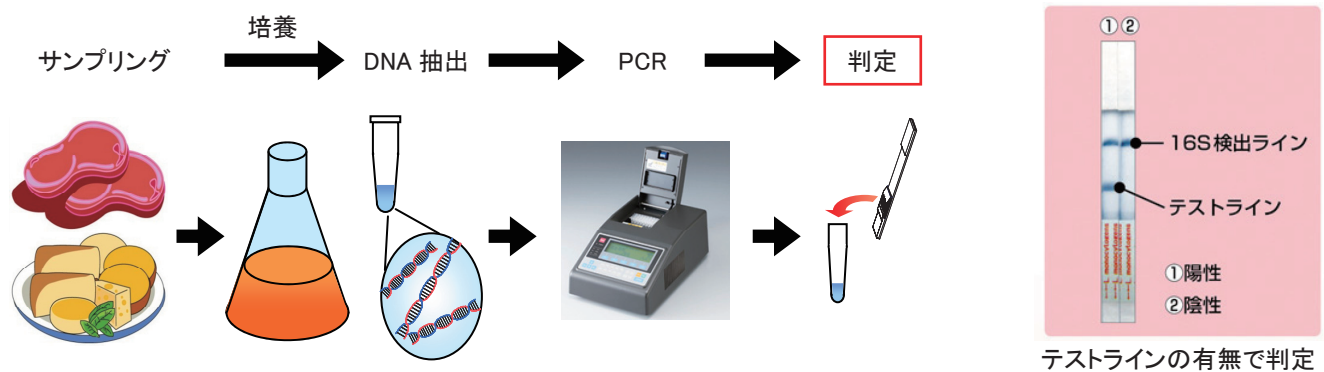 サンプリング
培養
DNA 抽出
PCR
判定
① ②
16S検出ライン
テストライン
①陽性
②陰性
テストラインの有無で判定